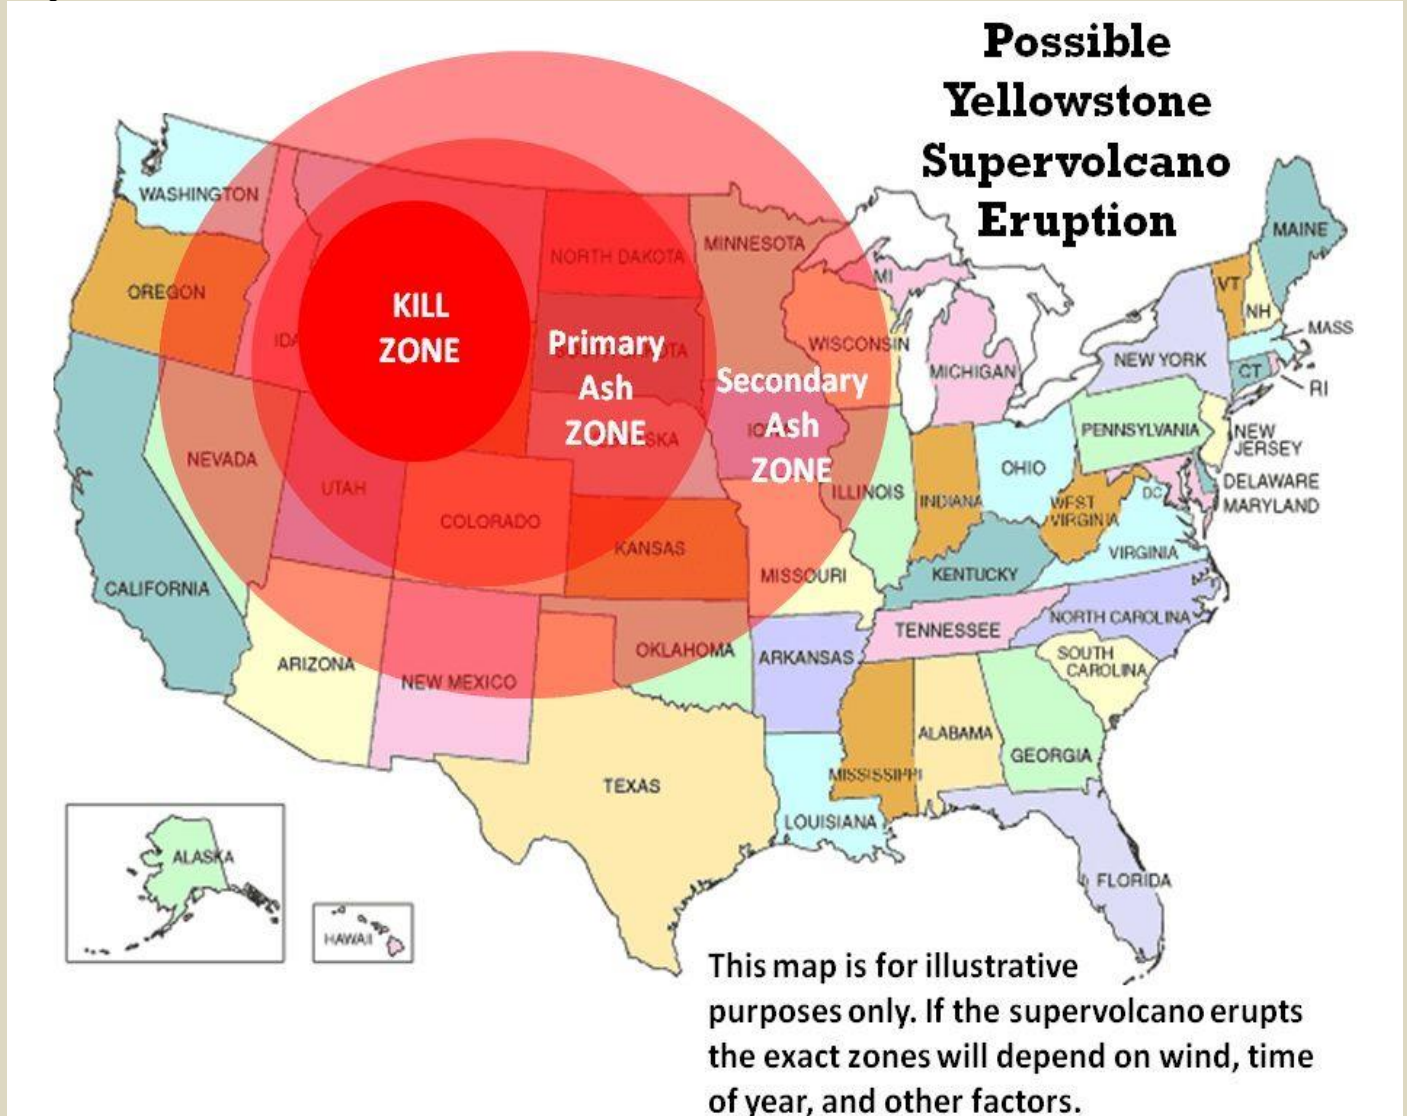 Possible
Yellowstone
Supervolcano
Eruption
WASHINGTON
OREGON
CALIFORNIA
NEVADA
IDA
UTAH
ARIZONA
COLORADO
NEW MEXICO
NORTH DAKOTA
KILL
ZONE
Primary
Ash
ZONE
Secondary
Ash
ZONE
KANSAS
OKLAHOMA
TEXAS
MINNESOTA
WISCONSIN
MISSOURI
ARKANSAS
LOUISIANA
ILLINOIS
MI
MICHIGAN
INDIANA
OHIO
KENTUCKY
TENNESSEE
MISSISSIPPI
ALABAMA
GEORGIA
FLORIDA
SOUTH
CAROLINA
NORTH CAROLINA
VIRGINIA
WEST
VIRGINIA
DC
MARYLAND
DELAWARE
NEW
JERSEY
PENNSYLVANIA
NEW YORK
CT
RI
MASS
VT
NH
MAINE
ALASKA
HAWAII
This map is for illustrative
purposes only. If the supervolcano erupts
the exact zones will depend on wind, time
of year, and other factors.